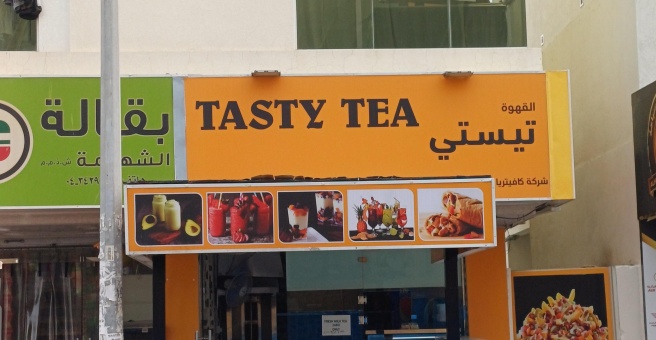 بقالة
الشهامة ش.ذ.م.م
TASTY TEA
القهوة
تيستي
شركة كافيتريا